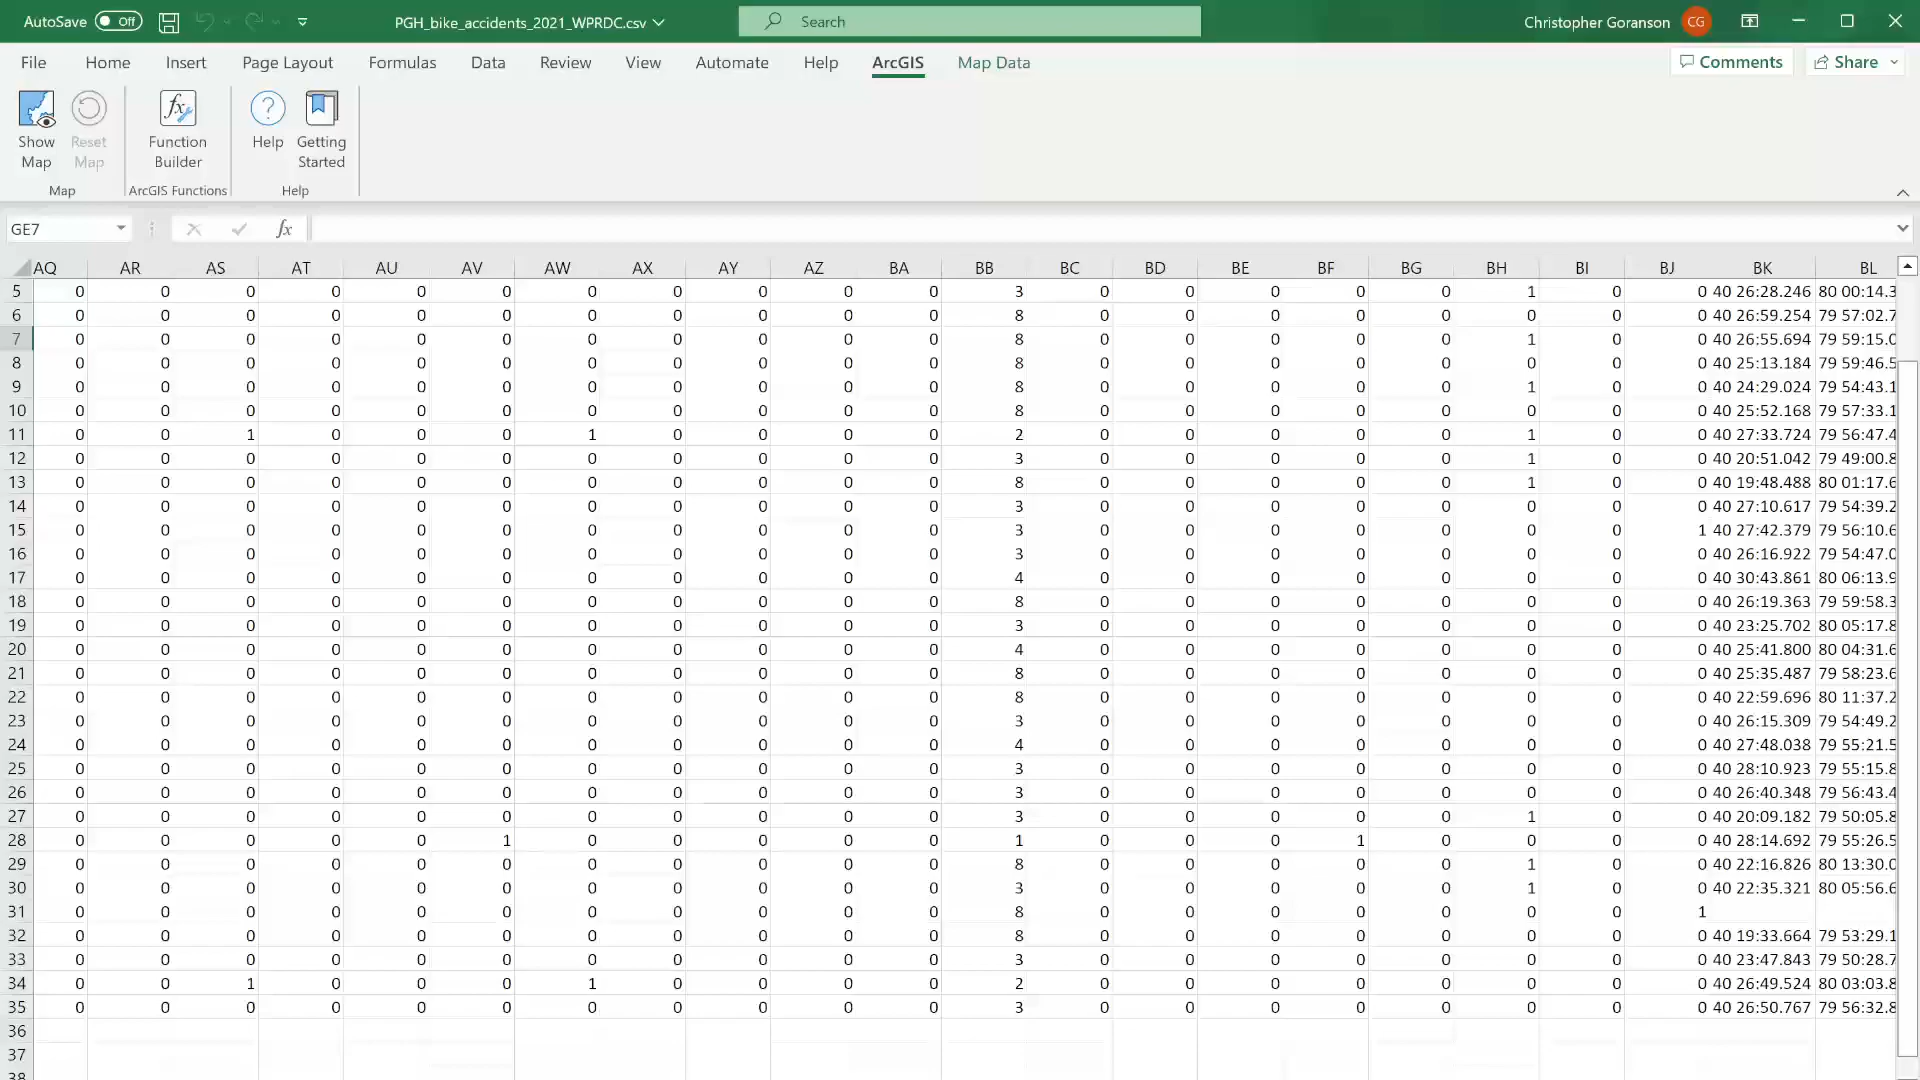 AutoSave Off PGH_bike_accidents_2021_WPRDC.csv Search Christopher Goranson CG
File Home Insert Page Layout Formulas Data Review View Automate Help ArcGIS Map Data Comments Share
Show Map Reset Map Function Builder Help Getting Started
Map ArcGIS Functions Help
GE7 fx
AQ AR AS AT AU AV AW AX AY AZ BA BB BC BD BE BF BG BH BI BJ BK BL
5 0 0 0 0 0 0 0 0 0 0 0 3 0 0 0 0 0 1 0 0 40 26:28.246 80 00:14.3
6 0 0 0 0 0 0 0 0 0 0 0 8 0 0 0 0 0 0 0 0 40 26:59.254 79 57:02.7
7 0 0 0 0 0 0 0 0 0 0 0 8 0 0 0 0 0 1 0 0 40 26:55.694 79 59:15.0
8 0 0 0 0 0 0 0 0 0 0 0 8 0 0 0 0 0 0 0 0 40 25:13.184 79 59:46.5
9 0 0 0 0 0 0 0 0 0 0 0 8 0 0 0 0 0 1 0 0 40 24:29.024 79 54:43.1
10 0 0 0 0 0 0 0 0 0 0 0 8 0 0 0 0 0 0 0 0 40 25:52.168 79 57:33.1
11 0 0 1 0 0 0 1 0 0 0 0 2 0 0 0 0 0 1 0 0 40 27:33.724 79 56:47.4
12 0 0 0 0 0 0 0 0 0 0 0 3 0 0 0 0 0 1 0 0 40 20:51.042 79 49:00.8
13 0 0 0 0 0 0 0 0 0 0 0 8 0 0 0 0 0 1 0 0 40 19:48.488 80 01:17.6
14 0 0 0 0 0 0 0 0 0 0 0 3 0 0 0 0 0 0 0 0 40 27:10.617 79 54:39.2
15 0 0 0 0 0 0 0 0 0 0 0 3 0 0 0 0 0 0 0 1 40 27:42.379 79 56:10.6
16 0 0 0 0 0 0 0 0 0 0 0 3 0 0 0 0 0 0 0 0 40 26:16.922 79 54:47.0
17 0 0 0 0 0 0 0 0 0 0 0 4 0 0 0 0 0 0 0 0 40 30:43.861 80 06:13.9
18 0 0 0 0 0 0 0 0 0 0 0 8 0 0 0 0 0 0 0 0 40 26:19.363 79 59:58.3
19 0 0 0 0 0 0 0 0 0 0 0 3 0 0 0 0 0 0 0 0 40 23:25.702 80 05:17.8
20 0 0 0 0 0 0 0 0 0 0 0 4 0 0 0 0 0 0 0 0 40 25:41.800 80 04:31.6
21 0 0 0 0 0 0 0 0 0 0 0 8 0 0 0 0 0 0 0 0 40 25:35.487 79 58:23.6
22 0 0 0 0 0 0 0 0 0 0 0 8 0 0 0 0 0 0 0 0 40 22:59.696 80 11:37.2
23 0 0 0 0 0 0 0 0 0 0 0 3 0 0 0 0 0 0 0 0 40 26:15.309 79 54:49.2
24 0 0 0 0 0 0 0 0 0 0 0 4 0 0 0 0 0 0 0 0 40 27:48.038 79 55:21.5
25 0 0 0 0 0 0 0 0 0 0 0 3 0 0 0 0 0 0 0 0 40 28:10.923 79 55:15.8
26 0 0 0 0 0 0 0 0 0 0 0 3 0 0 0 0 0 0 0 0 40 26:40.348 79 56:43.4
27 0 0 0 0 0 0 0 0 0 0 0 3 0 0 0 0 0 1 0 0 40 20:09.182 79 50:05.8
28 0 0 0 0 0 1 0 0 0 0 0 1 0 0 0 1 0 0 0 0 40 28:14.692 79 55:26.5
29 0 0 0 0 0 0 0 0 0 0 0 8 0 0 0 0 0 1 0 0 40 22:16.826 80 13:30.0
30 0 0 0 0 0 0 0 0 0 0 0 3 0 0 0 0 0 1 0 0 40 22:35.321 80 05:56.6
31 0 0 0 0 0 0 0 0 0 0 0 8 0 0 0 0 0 0 0 1
32 0 0 0 0 0 0 0 0 0 0 0 8 0 0 0 0 0 0 0 0 40 19:33.664 79 53:29.1
33 0 0 0 0 0 0 0 0 0 0 0 3 0 0 0 0 0 0 0 0 40 23:47.843 79 50:28.7
34 0 0 1 0 0 0 1 0 0 0 0 2 0 0 0 0 0 0 0 0 40 26:49.524 80 03:03.8
35 0 0 0 0 0 0 0 0 0 0 0 3 0 0 0 0 0 0 0 0 40 26:50.767 79 56:32.8
36
37
38